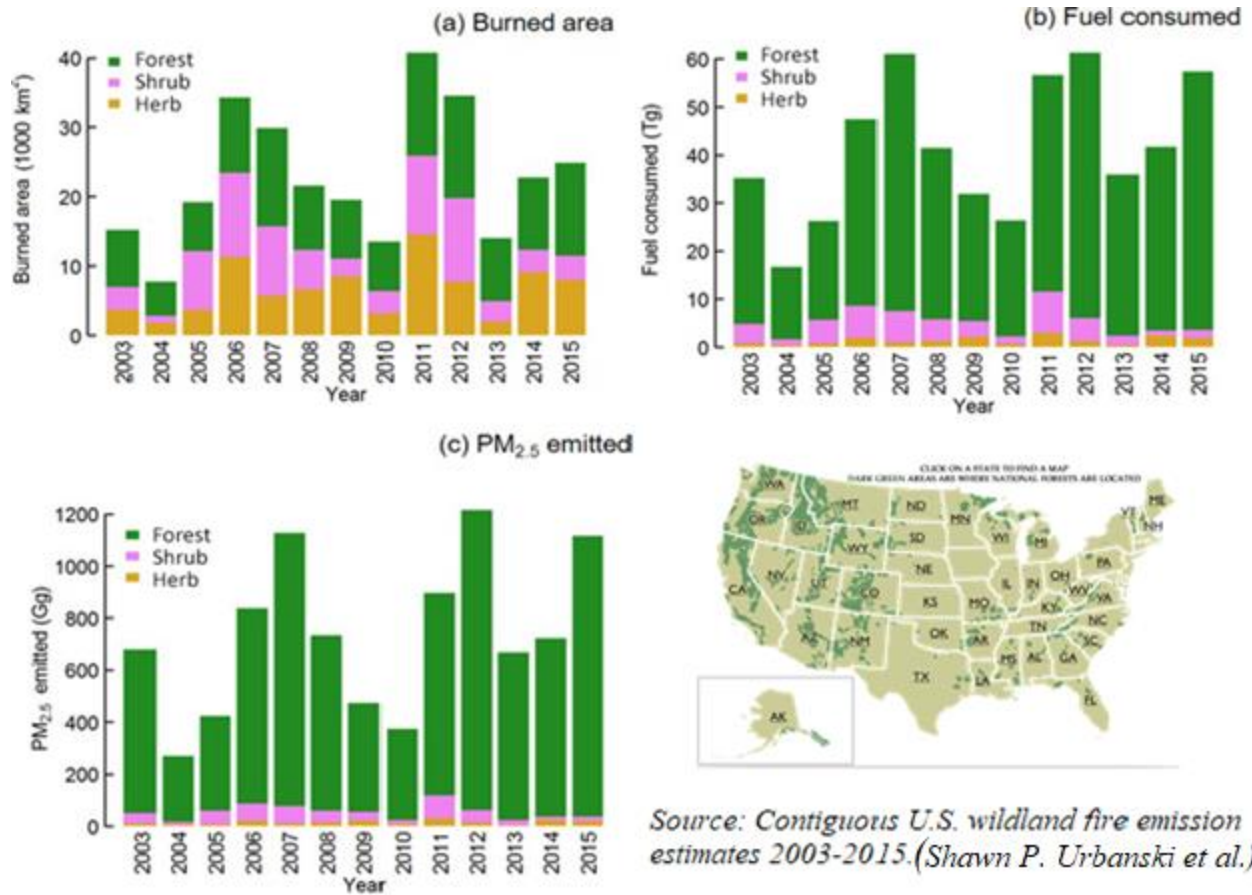 (a) Burned area
Forest
Shrub
Herb
Burned area (1000 km²)
40
30
20
10
0
2003 2004 2005 2006 2007 2008 2009 2010 2011 2012 2013 2014 2015
Year
(b) Fuel consumed
Forest
Shrub
Herb
Fuel consumed (Tg)
60
50
40
30
20
10
0
2003 2004 2005 2006 2007 2008 2009 2010 2011 2012 2013 2014 2015
Year
(c) PM2.5 emitted
Forest
Shrub
Herb
PM2.5 emitted (Gg)
1200
1000
800
600
400
200
0
2003 2004 2005 2006 2007 2008 2009 2010 2011 2012 2013 2014 2015
Year
CLICK ON A STATE TO FIND A MAP
DARK GREEN AREAS ARE WHERE NATIONAL FORESTS ARE LOCATED
WA MT ND MN ME
OR ID SD WI VT NH
WY MI
NE PA
CA NV UT CO IL IN OH
KS MO WV VA
KY
AZ NM OK AR TN NC
SC
TX MS AL GA
LA
AK FL
Source: Contiguous U.S. wildland fire emission
estimates 2003-2015.(Shawn P. Urbanski et al.)